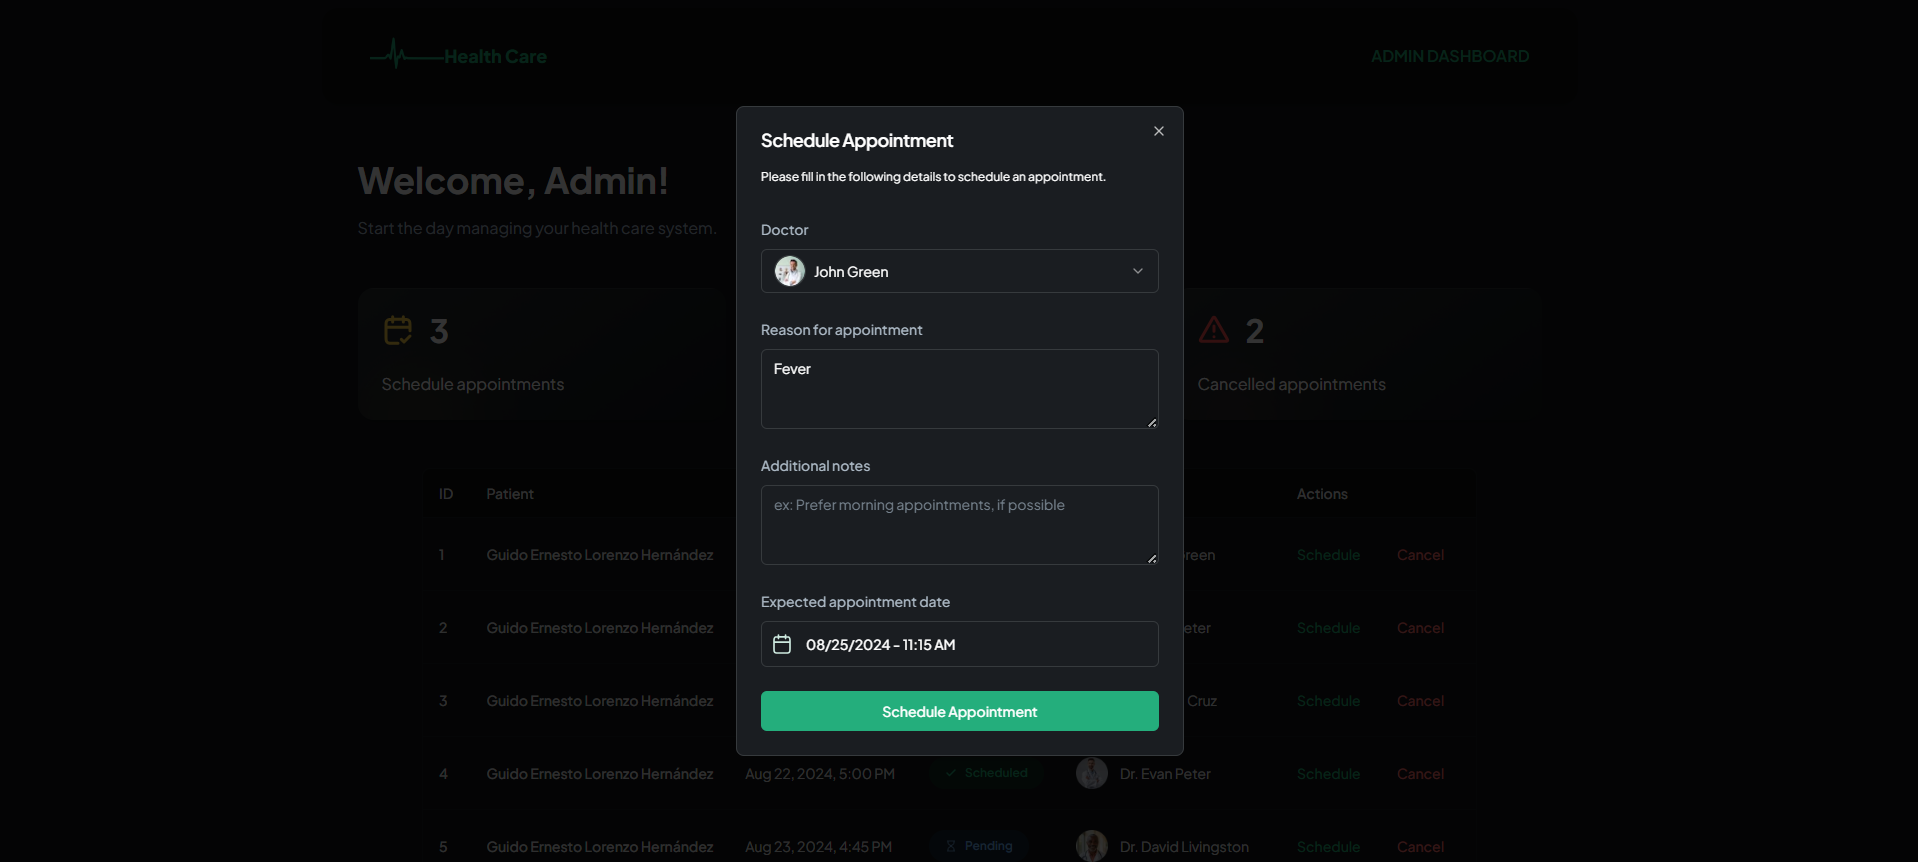 Health Care
ADMIN DASHBOARD
Schedule Appointment
Please fill in the following details to schedule an appointment.
Welcome, Admin!
Start the day managing your health care system.
Doctor
John Green
3
Schedule appointments
2
Cancelled appointments
Reason for appointment
Fever
Additional notes
ex: Prefer morning appointments, if possible
Expected appointment date
08/25/2024 - 11:15 AM
Schedule Appointment
ID Patient Actions
1 Guido Ernesto Lorenzo Hernández reen Schedule Cancel
2 Guido Ernesto Lorenzo Hernández eter Schedule Cancel
3 Guido Ernesto Lorenzo Hernández Cruz Schedule Cancel
4 Guido Ernesto Lorenzo Hernández Aug 22, 2024, 5:00 PM Scheduled Dr. Evan Peter Schedule Cancel
5 Guido Ernesto Lorenzo Hernández Aug 23, 2024, 4:45 PM Pending Dr. David Livingston Schedule Cancel